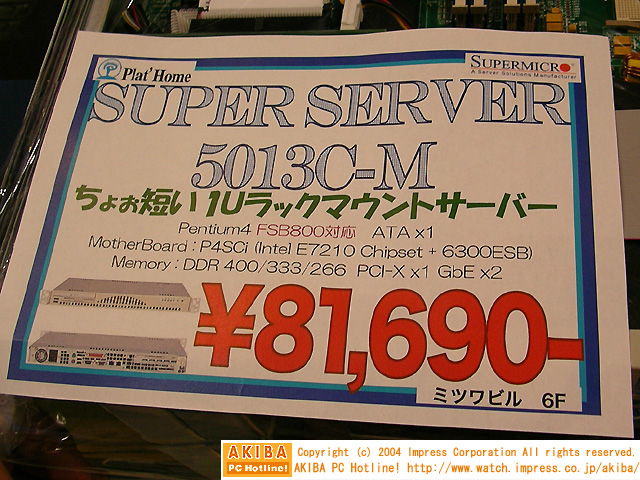 Plat'Home
SUPERMICRO
A Server Solutions Manufacturer
SUPER SERVER
5013C-M
ちょお短い 1Uラックマウントサーバー
Pentium4 FSB800対応 ATA x1
MotherBoard : P4SCi (Intel E7210 Chipset + 6300ESB)
Memory : DDR 400/333/266 PCI-X x1 GbE x2
¥81,690-
ミツワビル 6F
AKIBA Copyright (c) 2004 Impress Corporation All rights reserved.
PC Hotline! AKIBA PC Hotline! http://www.watch.impress.co.jp/akiba/